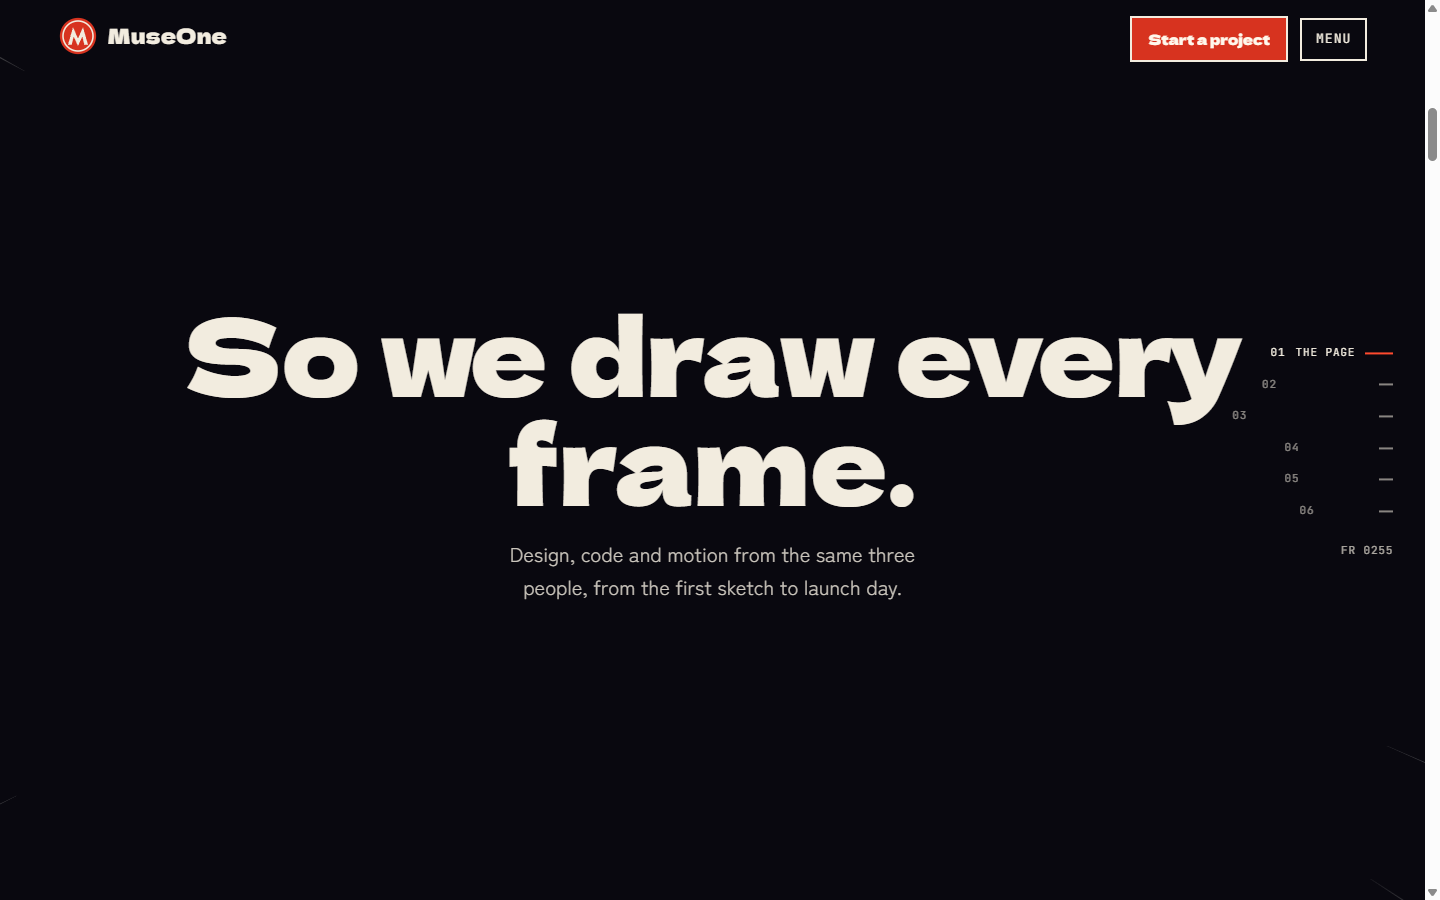 MuseOne
Start a project
MENU
So we draw every
frame.
Design, code and motion from the same three
people, from the first sketch to launch day.
01 THE PAGE
02
03
04
05
06
FR 0255